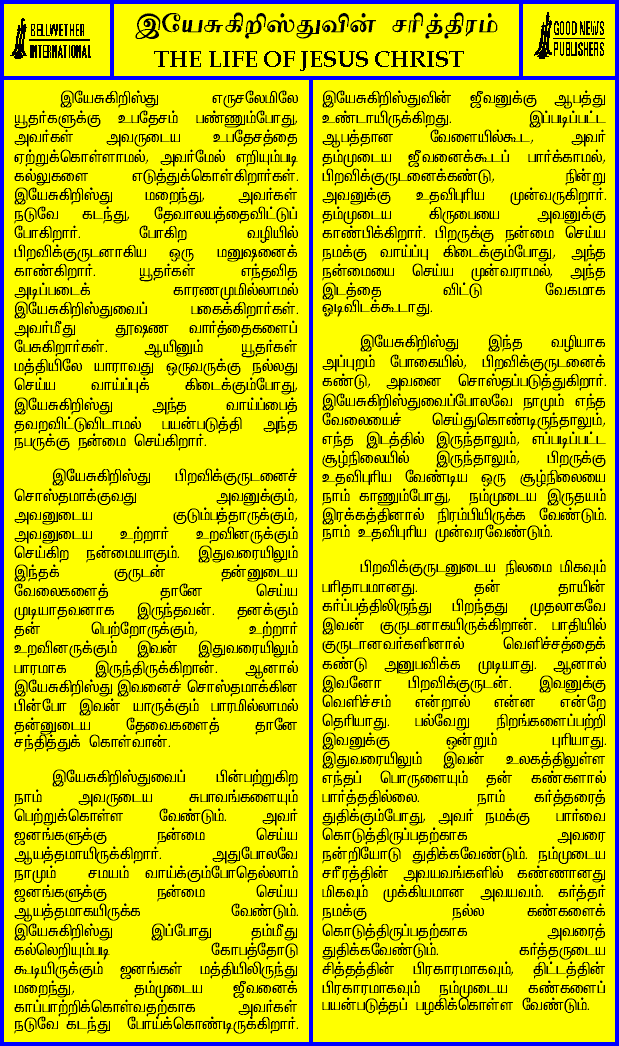 BELLWETHER
INTERNATIONAL
இயேசுகிறிஸ்துவின் சரித்திரம்
THE LIFE OF JESUS CHRIST
GOOD NEWS
PUBLISHERS
இயேசுகிறிஸ்து எருசலேமிலே
யூதர்களுக்கு உபதேசம் பண்ணும்போது,
அவர்கள் அவருடைய உபதேசத்தை
ஏற்றுக்கொள்ளாமல், அவர்மேல் எறியும்படி
கல்லுகளை எடுத்துக்கொள்கிறார்கள்.
இயேசுகிறிஸ்து மறைந்து, அவர்கள்
நடுவே கடந்து, தேவாலயத்தைவிட்டுப்
போகிறார். போகிற வழியில்
பிறவிக்குருடனாகிய ஒரு மனுஷனைக்
காண்கிறார். யூதர்கள் எந்தவித
அடிப்படைக் காரணமுமில்லாமல்
இயேசுகிறிஸ்துவைப் பகைக்கிறார்கள்.
அவர்மீது தூஷண வார்த்தைகளைப்
பேசுகிறார்கள். ஆயினும் யூதர்கள்
மத்தியிலே யாராவது ஒருவருக்கு நல்லது
செய்ய வாய்ப்புக் கிடைக்கும்போது,
இயேசுகிறிஸ்து அந்த வாய்ப்பைத்
தவறவிட்டுவிடாமல் பயன்படுத்தி அந்த
நபருக்கு நன்மை செய்கிறார்.
இயேசுகிறிஸ்து பிறவிக்குருடனைச்
சொஸ்தமாக்குவது அவனுக்கும்,
அவனுடைய குடும்பத்தாருக்கும்,
அவனுடைய உற்றார் உறவினருக்கும்
செய்கிற நன்மையாகும். இதுவரையிலும்
இந்தக் குருடன் தன்னுடைய
வேலைகளைத் தானே செய்ய
முடியாதவனாக இருந்தவன். தனக்கும்
தன் பெற்றோருக்கும், உற்றார்
உறவினருக்கும் இவன் இதுவரையிலும்
பாரமாக இருந்திருக்கிறான். ஆனால்
இயேசுகிறிஸ்து இவனைச் சொஸ்தமாக்கின
பின்போ இவன் யாருக்கும் பாரமில்லாமல்
தன்னுடைய தேவைகளைத் தானே
சந்தித்துக் கொள்வான்.
இயேசுகிறிஸ்துவைப் பின்பற்றுகிற
நாம் அவருடைய சுபாவங்களையும்
பெற்றுக்கொள்ள வேண்டும். அவர்
ஜனங்களுக்கு நன்மை செய்ய
ஆயத்தமாயிருக்கிறார். அதுபோலவே
நாமும் சமயம் வாய்க்கும்போதெல்லாம்
ஜனங்களுக்கு நன்மை செய்ய
ஆயத்தமாகயிருக்க வேண்டும்.
இயேசுகிறிஸ்து இப்போது தம்மீது
கல்லெறியும்படி கோபத்தோடு
கூடியிருக்கும் ஜனங்கள் மத்தியிலிருந்து
மறைந்து, தம்முடைய ஜீவனைக்
காப்பாற்றிக்கொள்வதற்காக அவர்கள்
நடுவே கடந்து போய்க்கொண்டிருக்கிறார்.
இயேசுகிறிஸ்துவின் ஜீவனுக்கு ஆபத்து
உண்டாயிருக்கிறது. இப்படிப்பட்ட
ஆபத்தான வேளையில்கூட, அவர்
தம்முடைய ஜீவனைக்கூடப் பார்க்காமல்,
பிறவிக்குருடனைக்கண்டு, நின்று
அவனுக்கு உதவிபுரிய முன்வருகிறார்.
தம்முடைய கிருபையை அவனுக்கு
காண்பிக்கிறார். பிறருக்கு நன்மை செய்ய
நமக்கு வாய்ப்பு கிடைக்கும்போது, அந்த
நன்மையை செய்ய முன்வராமல், அந்த
இடத்தை விட்டு வேகமாக
ஓடிவிடக்கூடாது.
இயேசுகிறிஸ்து இந்த வழியாக
அப்புறம் போகையில், பிறவிக்குருடனைக்
கண்டு, அவனை சொஸ்தப்படுத்துகிறார்.
இயேசுகிறிஸ்துவைப்போலவே நாமும் எந்த
வேலையைச் செய்துகொண்டிருந்தாலும்,
எந்த இடத்தில் இருந்தாலும், எப்படிப்பட்ட
சூழ்நிலையில் இருந்தாலும், பிறருக்கு
உதவிபுரிய வேண்டிய ஒரு சூழ்நிலையை
நாம் காணும்போது, நம்முடைய இருதயம்
இரக்கத்தினால் நிரம்பியிருக்க வேண்டும்.
நாம் உதவிபுரிய முன்வரவேண்டும்.
பிறவிக்குருடனுடைய நிலமை மிகவும்
பரிதாபமானது. தன் தாயின்
கர்ப்பத்திலிருந்து பிறந்தது முதலாகவே
இவன் குருடனாகயிருக்கிறான். பாதியில்
குருடானவர்களினால் வெளிச்சத்தைக்
கண்டு அனுபவிக்க முடியாது. ஆனால்
இவனோ பிறவிக்குருடன். இவனுக்கு
வெளிச்சம் என்றால் என்ன என்றே
தெரியாது. பல்வேறு நிறங்களைப்பற்றி
இவனுக்கு ஒன்றும் புரியாது.
இதுவரையிலும் இவன் உலகத்திலுள்ள
எந்தப் பொருளையும் தன் கண்களால்
பார்த்ததில்லை. நாம் கர்த்தரைத்
துதிக்கும்போது, அவர் நமக்கு பார்வை
கொடுத்திருப்பதற்காக அவரை
நன்றியோடு துதிக்கவேண்டும். நம்முடைய
சரீரத்தின் அவயவங்களில் கண்ணானது
மிகவும் முக்கியமான அவயவம். கர்த்தர்
நமக்கு நல்ல கண்களைக்
கொடுத்திருப்பதற்காக அவரைத்
துதிக்கவேண்டும். கர்த்தருடைய
சித்தத்தின் பிரகாரமாகவும், திட்டத்தின்
பிரகாரமாகவும் நம்முடைய கண்களைப்
பயன்படுத்தப் பழகிக்கொள்ள வேண்டும்.